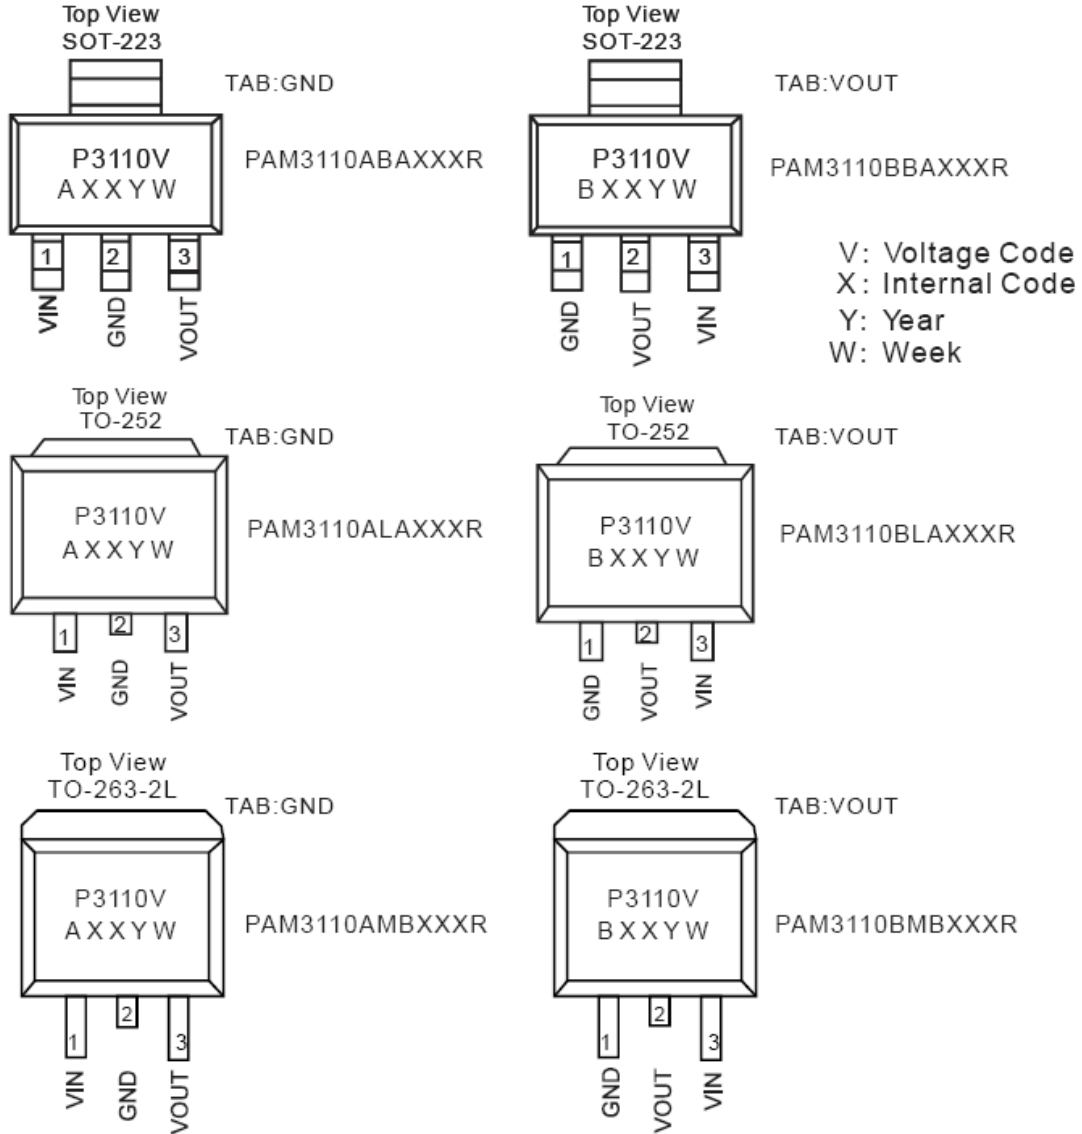 Top View
SOT-223
TAB:GND
P3110V
AXXYW
PAM3110ABAXXXR
1 2 3
VIN GND VOUT
Top View
SOT-223
TAB:VOUT
P3110V
BXXYW
PAM3110BBAXXXR
1 2 3
GND VOUT VIN
V: Voltage Code
X: Internal Code
Y: Year
W: Week
Top View
TO-252
TAB:GND
P3110V
AXXYW
PAM3110ALAXXXR
1 2 3
VIN GND VOUT
Top View
TO-252
TAB:VOUT
P3110V
BXXYW
PAM3110BLAXXXR
1 2 3
GND VOUT VIN
Top View
TO-263-2L
TAB:GND
P3110V
AXXYW
PAM3110AMBXXXR
1 2 3
VIN GND VOUT
Top View
TO-263-2L
TAB:VOUT
P3110V
BXXYW
PAM3110BMBXXXR
1 2 3
GND VOUT VIN